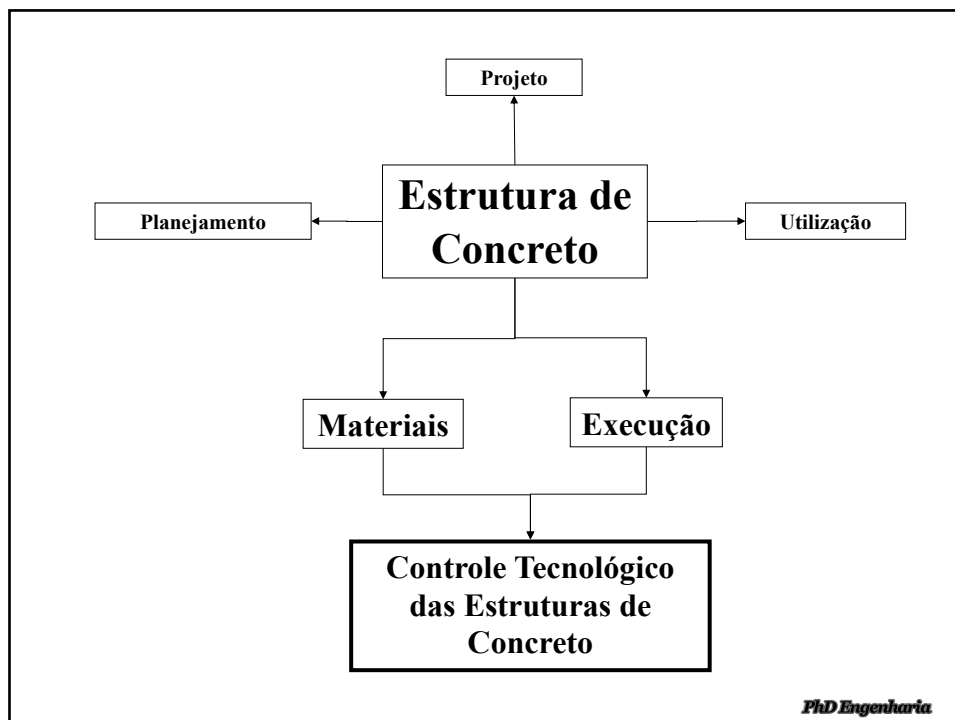 Projeto
Estrutura de
Concreto
Planejamento
Utilização
Materiais
Execução
Controle Tecnológico
das Estruturas de
Concreto
PhD Engenharia